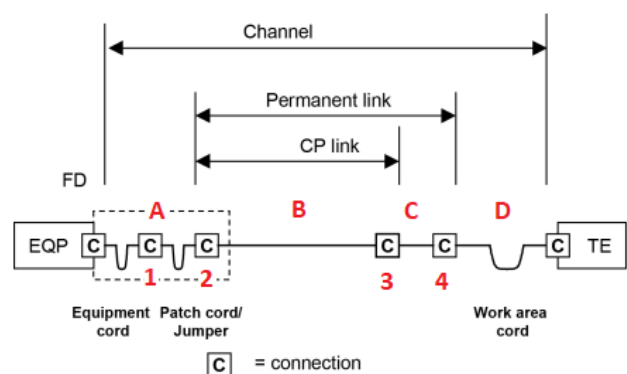 Channel
Permanent link
CP link
FD
A
B
C
D
EQP
C
C
C
C
C
C
TE
1
2
3
4
Equipment
cord
Patch cord/
Jumper
Work area
cord
C = connection